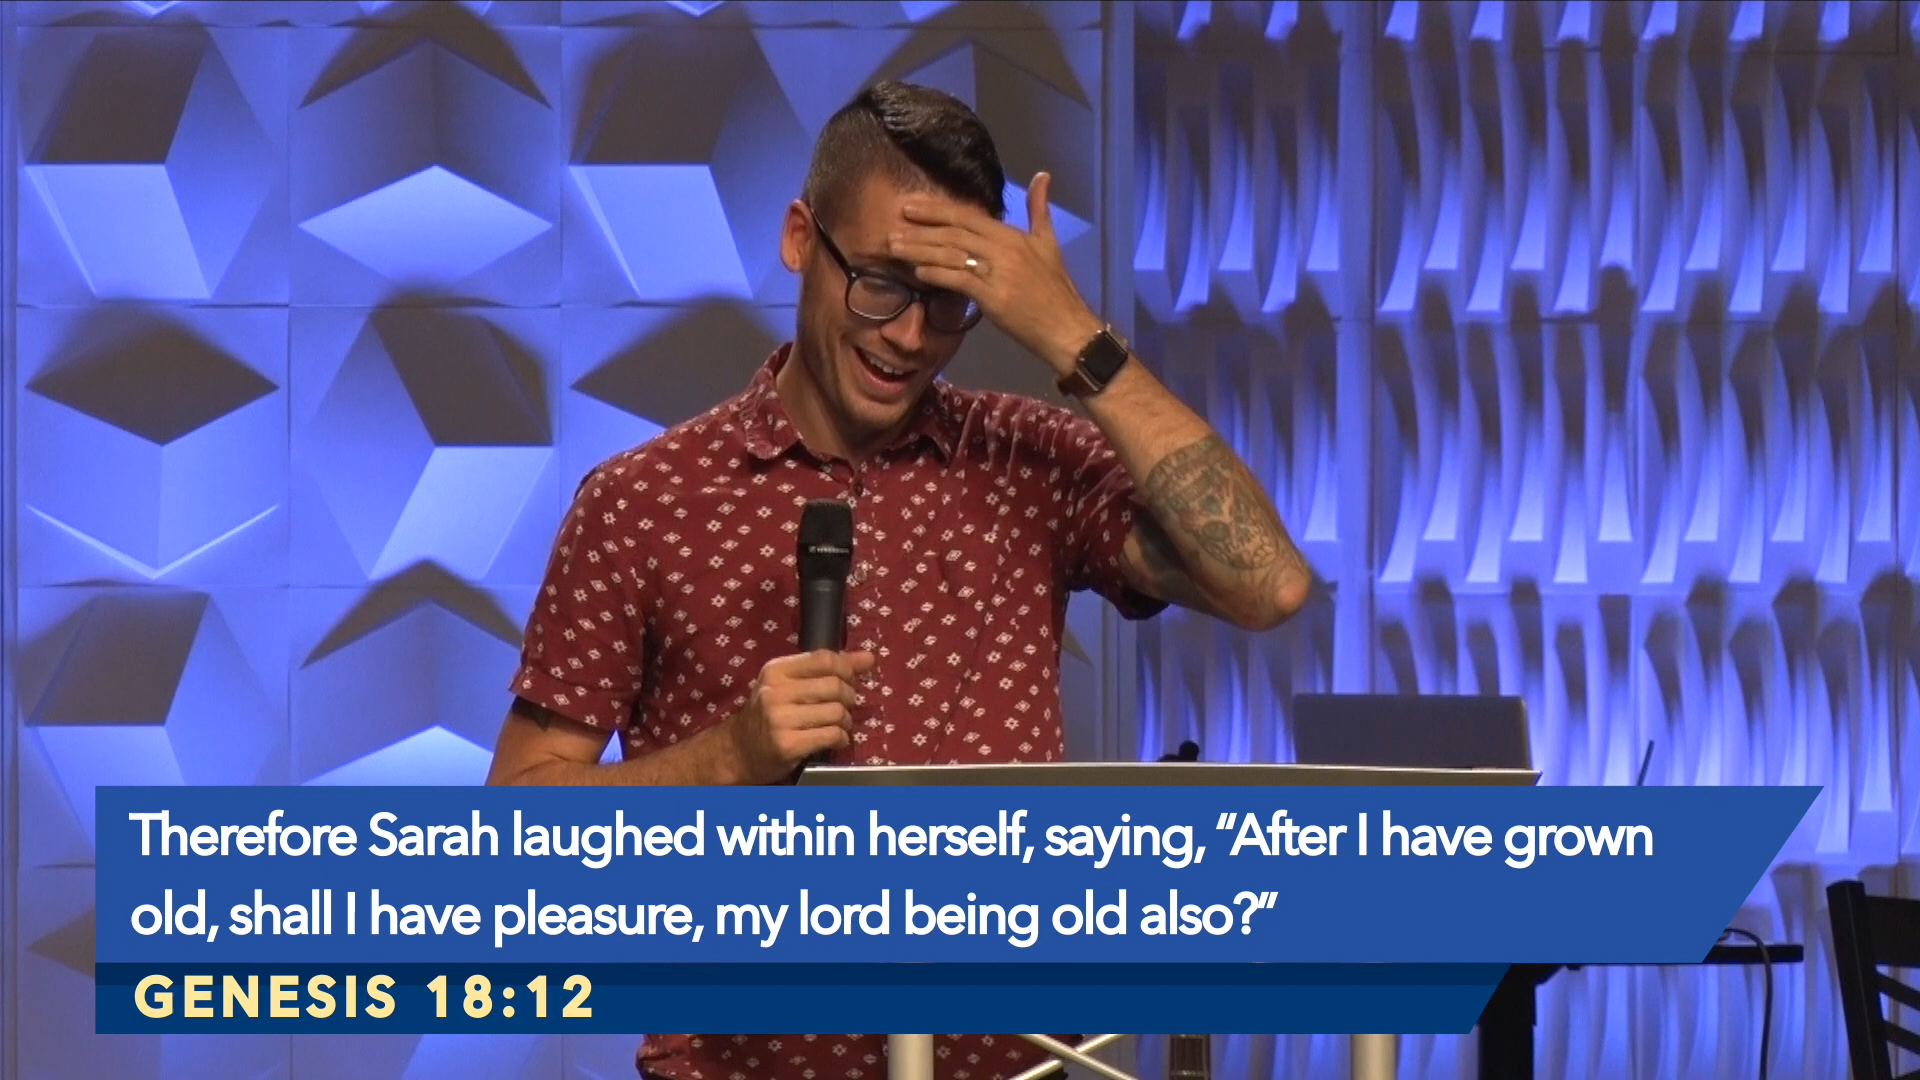 Therefore Sarah laughed within herself, saying, “After I have grown
old, shall I have pleasure, my lord being old also?”
GENESIS 18:12